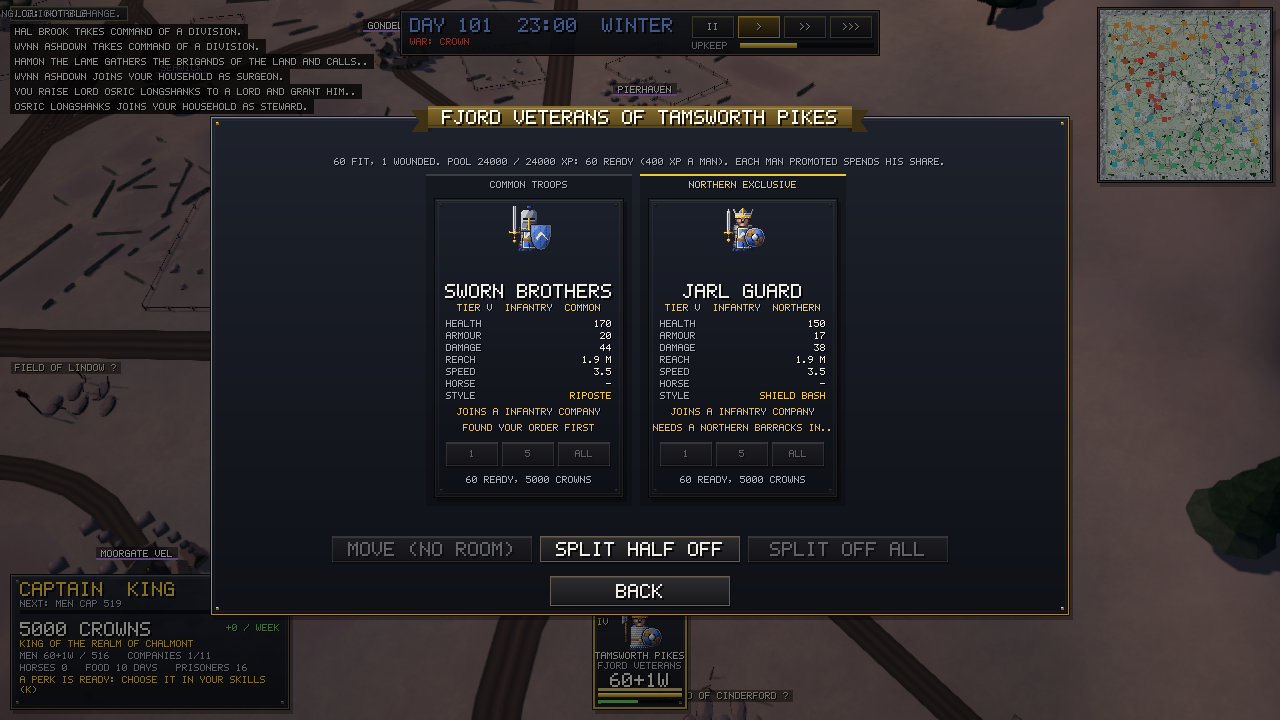 HAL BROOK TAKES COMMAND OF A DIVISION.
WYNN ASHDOWN TAKES COMMAND OF A DIVISION.
HAMON THE LAME GATHERS THE BRIGANDS OF THE LAND AND CALLS..
WYNN ASHDOWN JOINS YOUR HOUSEHOLD AS SURGEON.
YOU RAISE LORD OSRIC LONGSHANKS TO A LORD AND GRANT HIM..
OSRIC LONGSHANKS JOINS YOUR HOUSEHOLD AS STEWARD.
DAY 101 23:00 WINTER
WAR: CROWN
II > >> >>>
UPKEEP
PIERHAVEN
FJORD VETERANS OF TAMSWORTH PIKES
60 FIT, 1 WOUNDED. POOL 24000 / 24000 XP: 60 READY (400 XP A MAN). EACH MAN PROMOTED SPENDS HIS SHARE.
COMMON TROOPS
SWORN BROTHERS
TIER V INFANTRY COMMON
HEALTH 170
ARMOUR 20
DAMAGE 44
REACH 1.9 M
SPEED 3.5
HORSE –
STYLE RIPOSTE
JOINS A INFANTRY COMPANY
FOUND YOUR ORDER FIRST
1 5 ALL
60 READY, 5000 CROWNS
NORTHERN EXCLUSIVE
JARL GUARD
TIER V INFANTRY NORTHERN
HEALTH 150
ARMOUR 17
DAMAGE 38
REACH 1.9 M
SPEED 3.5
HORSE –
STYLE SHIELD BASH
JOINS A INFANTRY COMPANY
NEEDS A NORTHERN BARRACKS IN..
1 5 ALL
60 READY, 5000 CROWNS
MOVE (NO ROOM)
SPLIT HALF OFF
SPLIT OFF ALL
BACK
FIELD OF LINDOW ?
MOORGATE VEL
CAPTAIN KING
NEXT: MEN CAP 519
5000 CROWNS +0 / WEEK
KING OF THE REALM OF CHALMONT
MEN 60+1W / 516 COMPANIES 1/11
HORSES 0 FOOD 10 DAYS PRISONERS 16
A PERK IS READY: CHOOSE IT IN YOUR SKILLS
(K)
IV
TAMSWORTH PIKES
FJORD VETERANS
60+1W
OF CINDERFORD ?